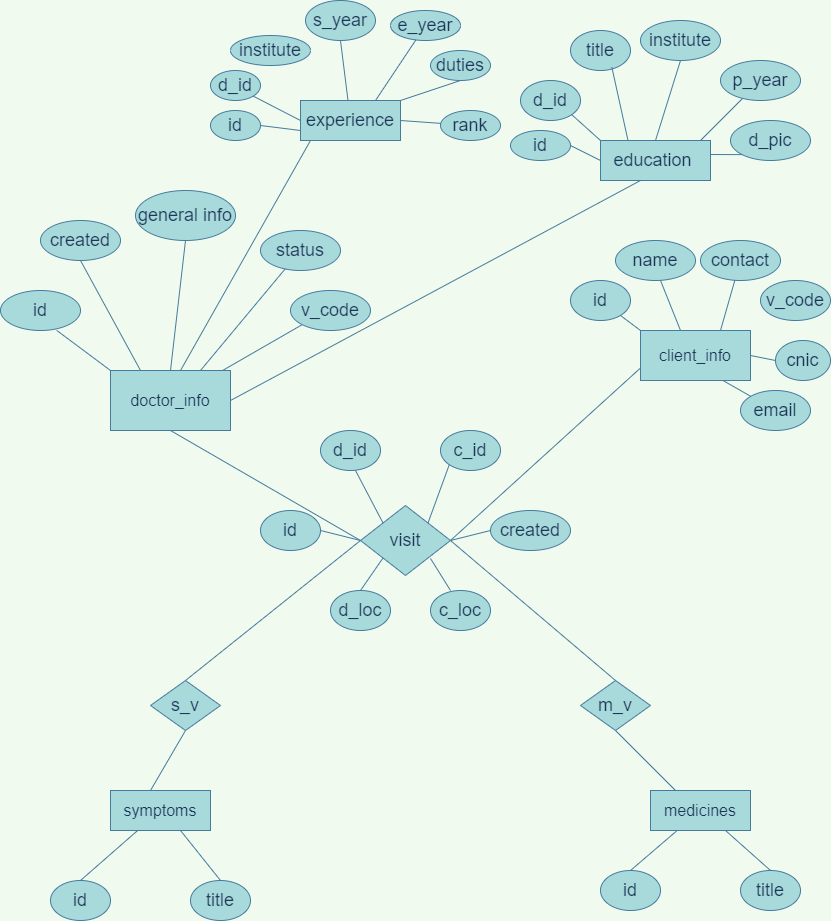 s_year
e_year
institute
duties
d_id
id
experience
rank
title
institute
p_year
d_id
id
education
d_pic
general info
created
status
id
v_code
doctor_info
name
contact
id
v_code
client_info
cnic
email
d_id
c_id
id
visit
created
d_loc
c_loc
s_v
m_v
symptoms
medicines
id
title
id
title